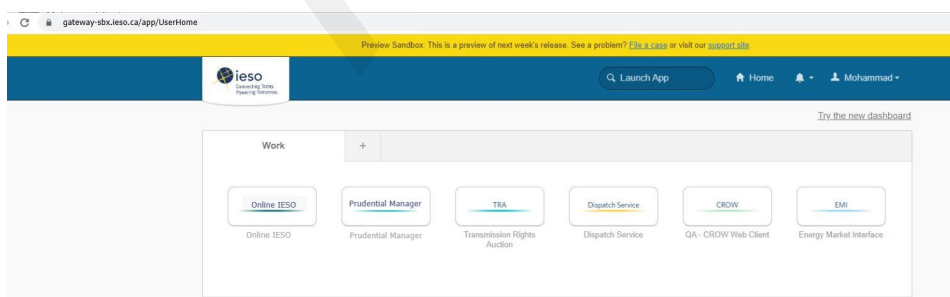 gateway-sbx.ieso.ca/app/UserHome
Preview Sandbox: This is a preview of next week's release. See a problem? File a case or visit our support site.
ieso
Connecting Today.
Powering Tomorrow.
Launch App
Home
Mohammad
Try the new dashboard
Work
+
Online IESO
Prudential Manager
TRA
Dispatch Service
CROW
EMI
Online IESO
Prudential Manager
Transmission Rights
Auction
Dispatch Service
QA - CROW Web Client
Energy Market Interface